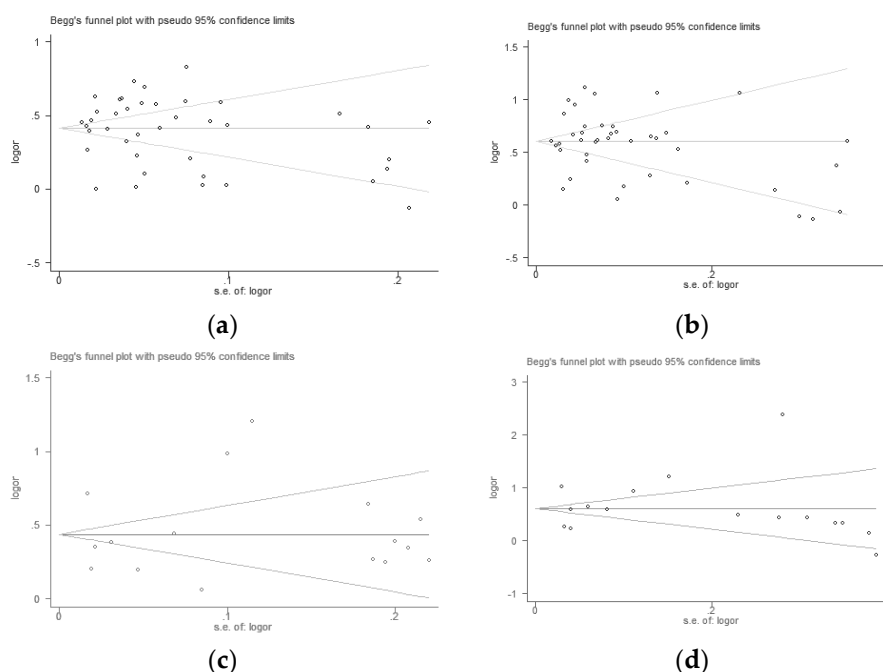 Begg's funnel plot with pseudo 95% confidence limits
logor
1
.5
0
-.5
0
.1
.2
s.e. of: logor
(a)
Begg's funnel plot with pseudo 95% confidence limits
logor
1.5
1
.5
0
-.5
0
.2
s.e. of: logor
(b)
Begg's funnel plot with pseudo 95% confidence limits
logor
1.5
1
.5
0
0
.1
.2
s.e. of: logor
(c)
Begg's funnel plot with pseudo 95% confidence limits
logor
3
2
1
0
-1
0
.2
s.e. of: logor
(d)